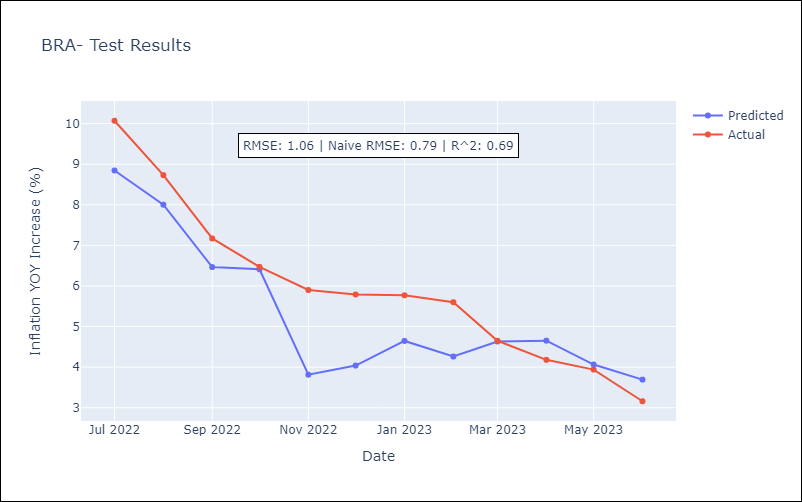 BRA- Test Results
RMSE: 1.06 | Naive RMSE: 0.79 | R^2: 0.69
Predicted
Actual
Inflation YOY Increase (%)
10
9
8
7
6
5
4
3
Jul 2022
Sep 2022
Nov 2022
Jan 2023
Mar 2023
May 2023
Date